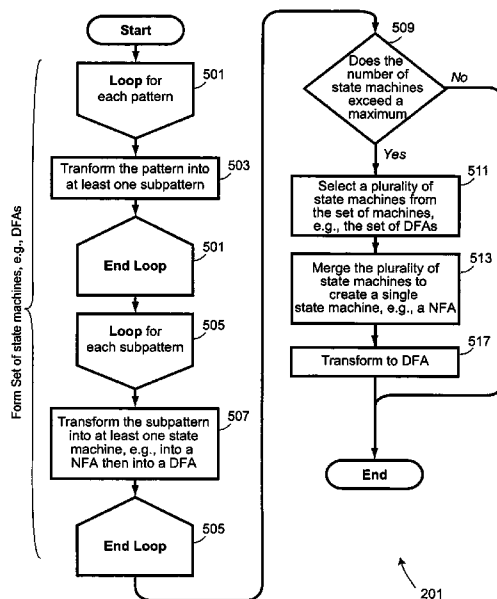 Start
Loop for
each pattern
501
Tranform the pattern into
at least one subpattern
503
End Loop
501
Loop for
each subpattern
505
Transform the subpattern
into at least one state
machine, e.g., into a
NFA then into a DFA
507
End Loop
505
Form Set of state machines, e.g., DFAs
509
Does the
number of
state machines
exceed a
maximum
No
Yes
Select a plurality of
state machines from
the set of machines,
e.g., the set of DFAs
511
Merge the plurality of
state machines to
create a single
state machine, e.g., a NFA
513
Transform to DFA
517
End
201